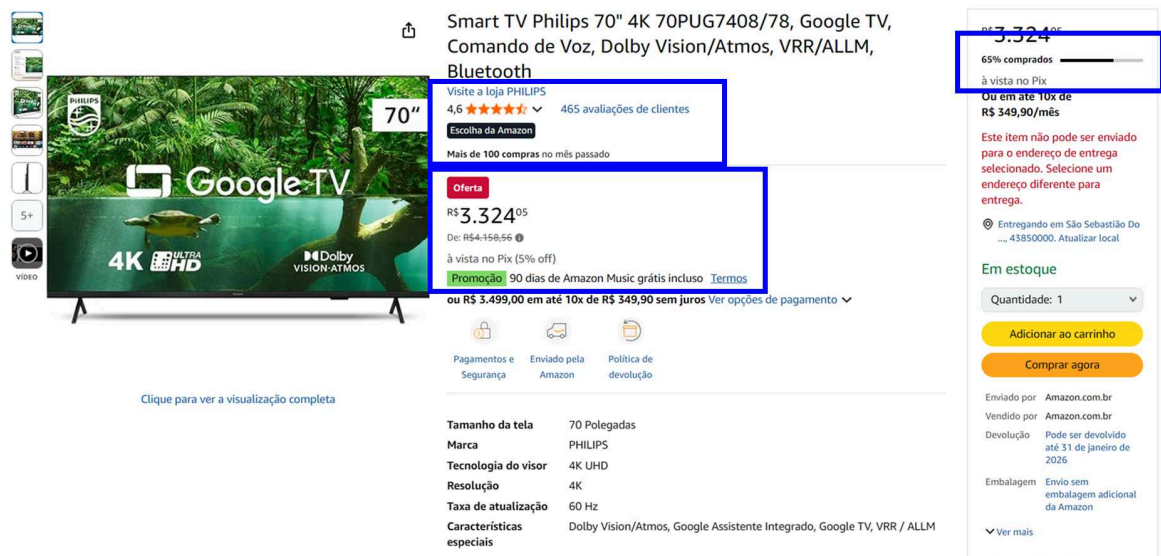 5+
VÍDEO
PHILIPS
70“
Google TV
4K ULTRA HD
Dolby
VISION·ATMOS
Clique para ver a visualização completa
Smart TV Philips 70" 4K 70PUG7408/78, Google TV,
Comando de Voz, Dolby Vision/Atmos, VRR/ALLM,
Bluetooth
Visite a loja PHILIPS
4,6 465 avaliações de clientes
Escolha da Amazon
Mais de 100 compras no mês passado
Oferta
R$3.32405
De: R$4.158,56
à vista no Pix (5% off)
Promoção 90 dias de Amazon Music grátis incluso Termos
ou R$ 3.499,00 em até 10x de R$ 349,90 sem juros Ver opções de pagamento
Pagamentos e
Segurança
Enviado pela
Amazon
Política de
devolução
Tamanho da tela 70 Polegadas
Marca PHILIPS
Tecnologia do visor 4K UHD
Resolução 4K
Taxa de atualização 60 Hz
Características
especiais
Dolby Vision/Atmos, Google Assistente Integrado, Google TV, VRR / ALLM
R$3.32405
65% comprados
à vista no Pix
Ou em até 10x de
R$ 349,90/mês
Este item não pode ser enviado
para o endereço de entrega
selecionado. Selecione um
endereço diferente para
entrega.
Entregando em São Sebastião Do
..., 43850000. Atualizar local
Em estoque
Quantidade: 1
Adicionar ao carrinho
Comprar agora
Enviado por Amazon.com.br
Vendido por Amazon.com.br
Devolução Pode ser devolvido
até 31 de janeiro de
2026
Embalagem Envio sem
embalagem adicional
da Amazon
Ver mais